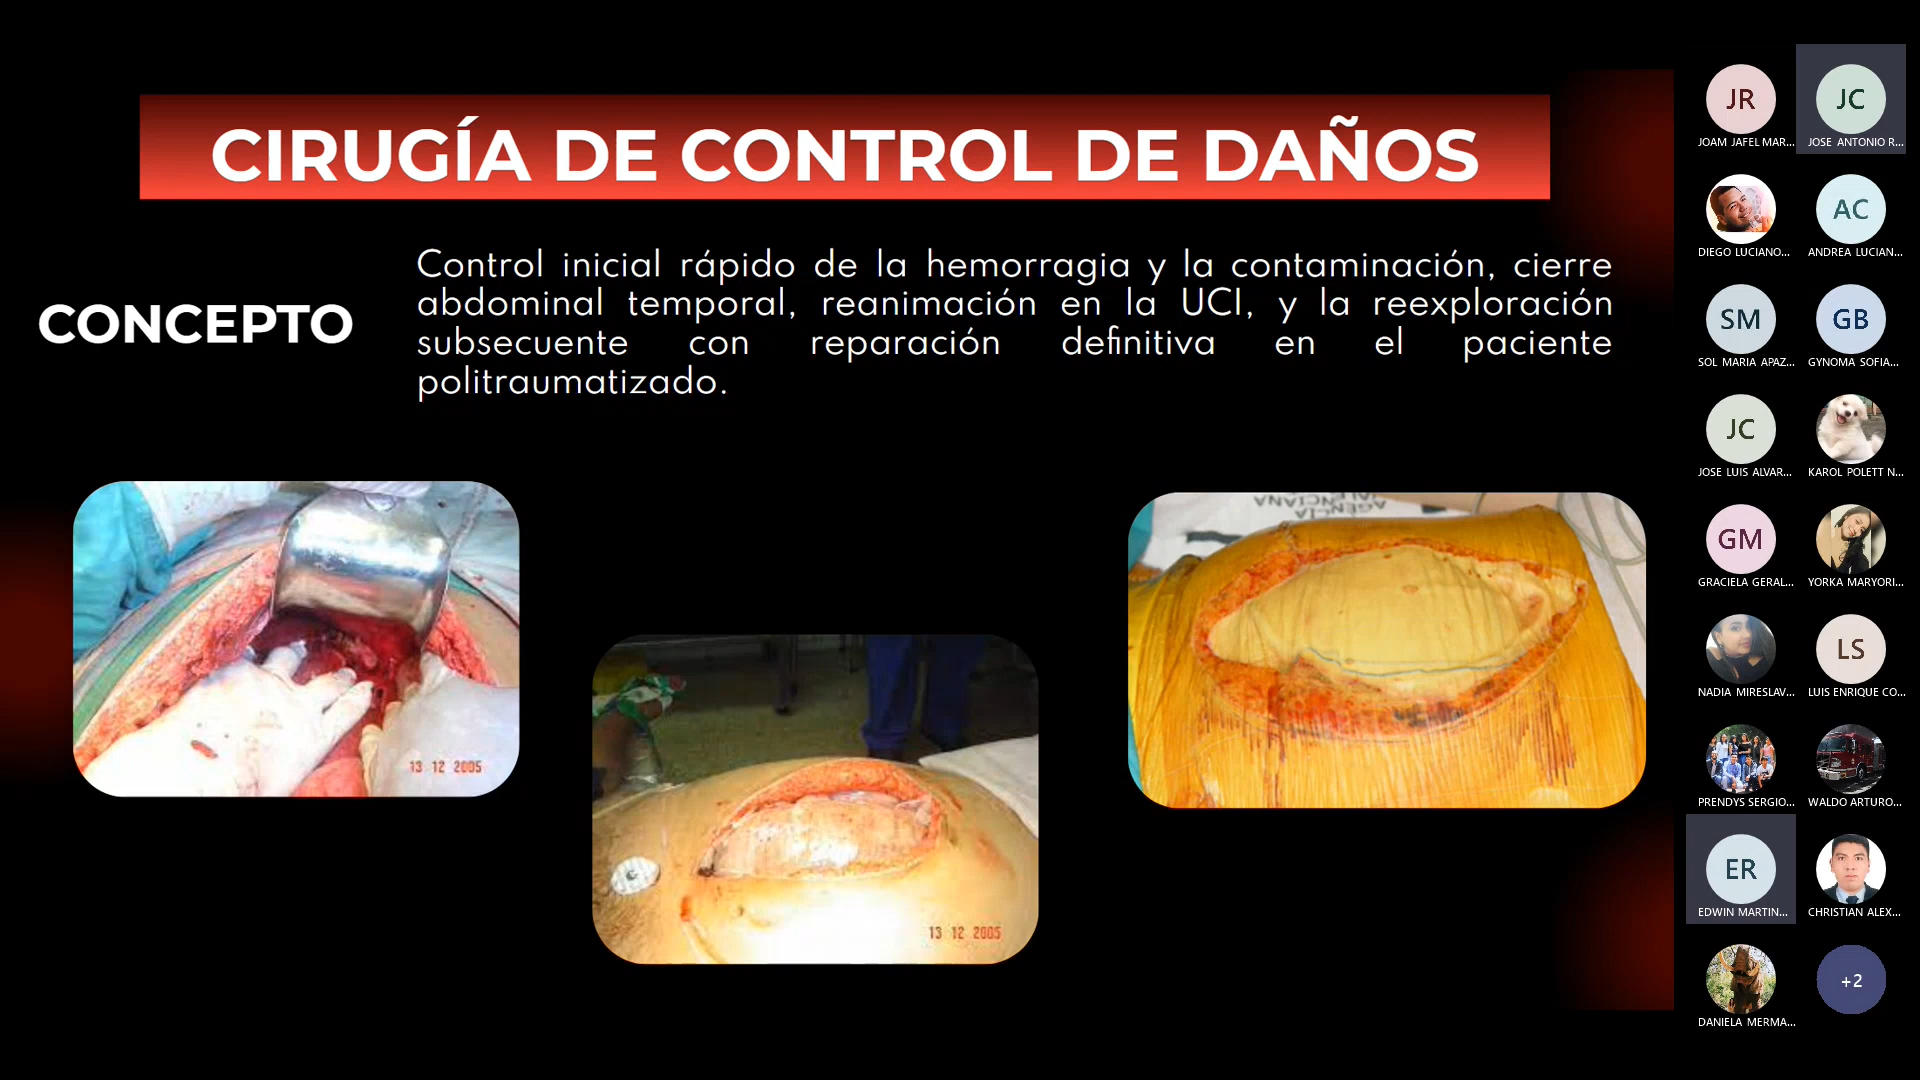 CIRUGÍA DE CONTROL DE DAÑOS
CONCEPTO
Control inicial rápido de la hemorragia y la contaminación, cierre
abdominal temporal, reanimación en la UCI, y la reexploración
subsecuente con reparación definitiva en el paciente
politraumatizado.
13 12 2005
13 12 2005
AGÈNCIA
VALENCIANA
JR
JOAM JAFEL MAR...
JC
JOSE ANTONIO R...
DIEGO LUCIANO...
AC
ANDREA LUCIAN...
SM
SOL MARIA APAZ...
GB
GYNOMA SOFIA...
JC
JOSE LUIS ALVAR...
KAROL POLETT N...
GM
GRACIELA GERAL...
YORKA MARYORI...
NADIA MIRESLAV...
LS
LUIS ENRIQUE CO...
PRENDYS SERGIO...
WALDO ARTURO...
ER
EDWIN MARTIN...
CHRISTIAN ALEX...
DANIELA MERMA...
+2